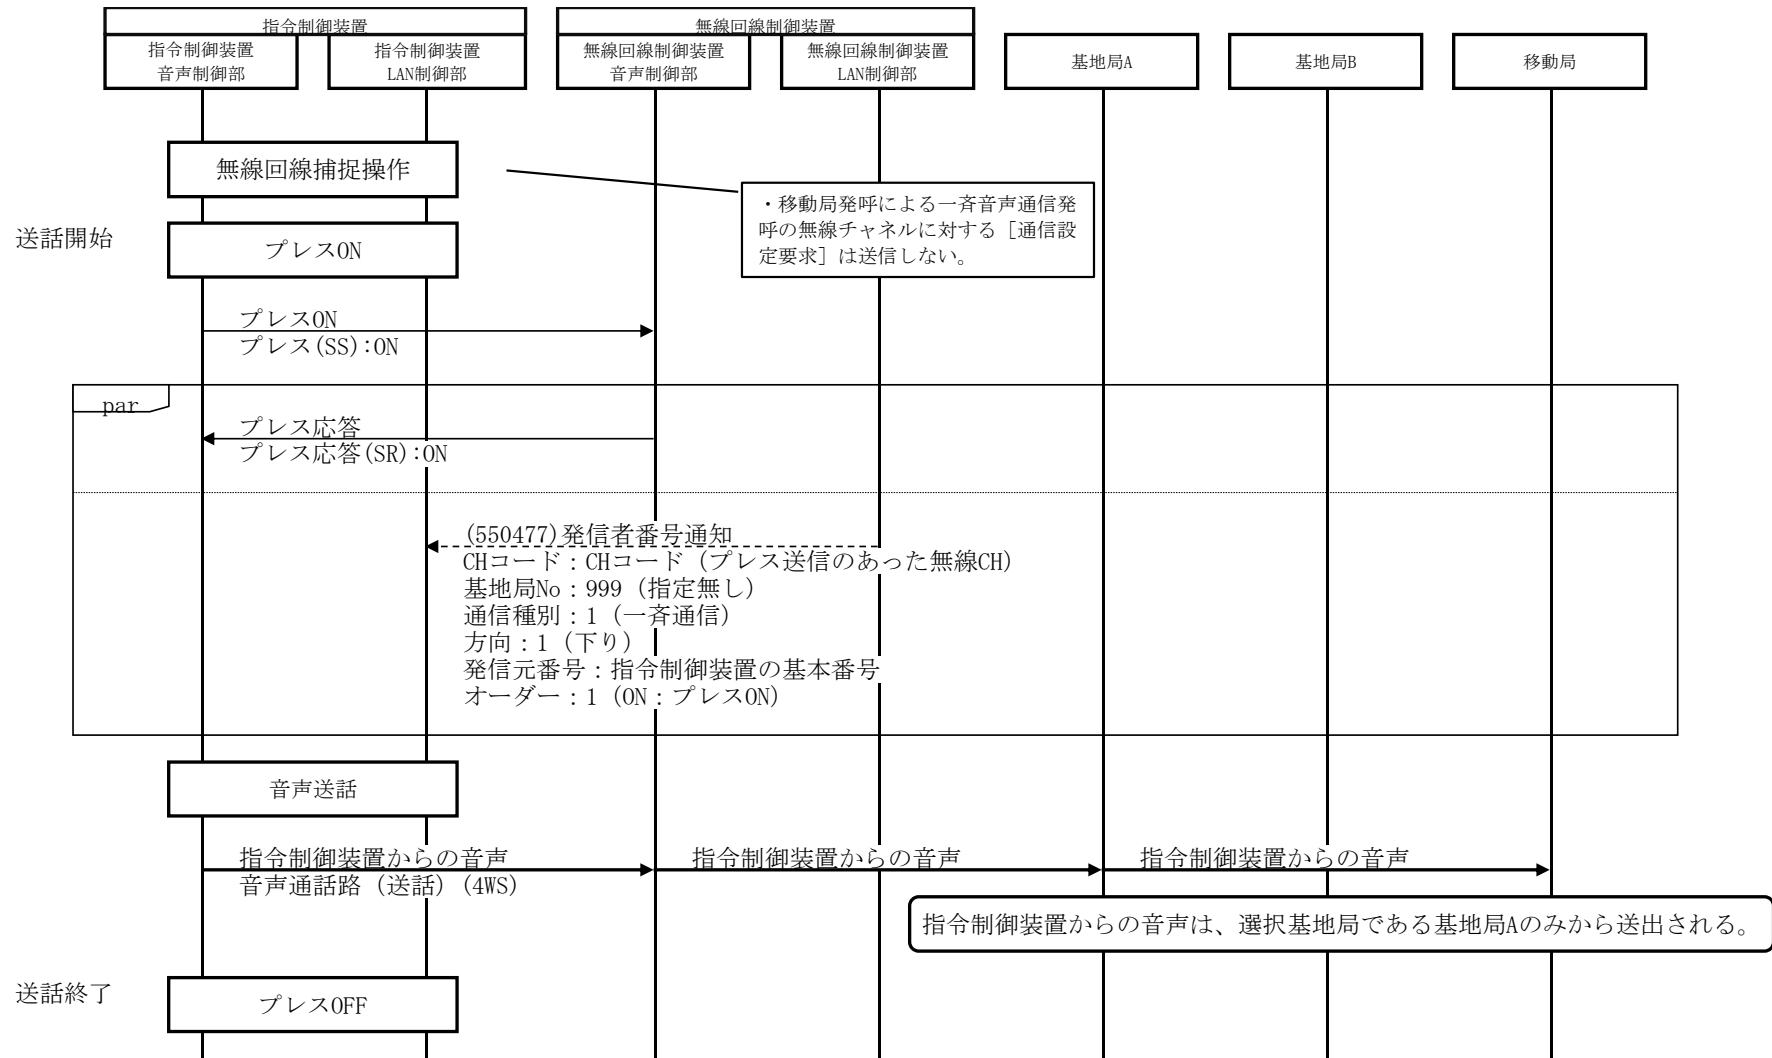 指令制御装置
無線回線制御装置
指令制御装置
音声制御部
指令制御装置
LAN制御部
無線回線制御装置
音声制御部
無線回線制御装置
LAN制御部
基地局A
基地局B
移動局
無線回線捕捉操作
・移動局発呼による一斉音声通信発
呼の無線チャネルに対する［通信設
定要求］は送信しない。
送話開始
プレスON
プレスON
プレス(SS):ON
par
プレス応答
プレス応答(SR):ON
(550477)発信者番号通知
CHコード：CHコード（プレス送信のあった無線CH）
基地局No：999（指定無し）
通信種別：1（一斉通信）
方向：1（下り）
発信元番号：指令制御装置の基本番号
オーダー：1（ON：プレスON）
音声送話
指令制御装置からの音声
音声通話路（送話）(4WS)
指令制御装置からの音声
指令制御装置からの音声
指令制御装置からの音声は、選択基地局である基地局Aのみから送出される。
送話終了
プレスOFF